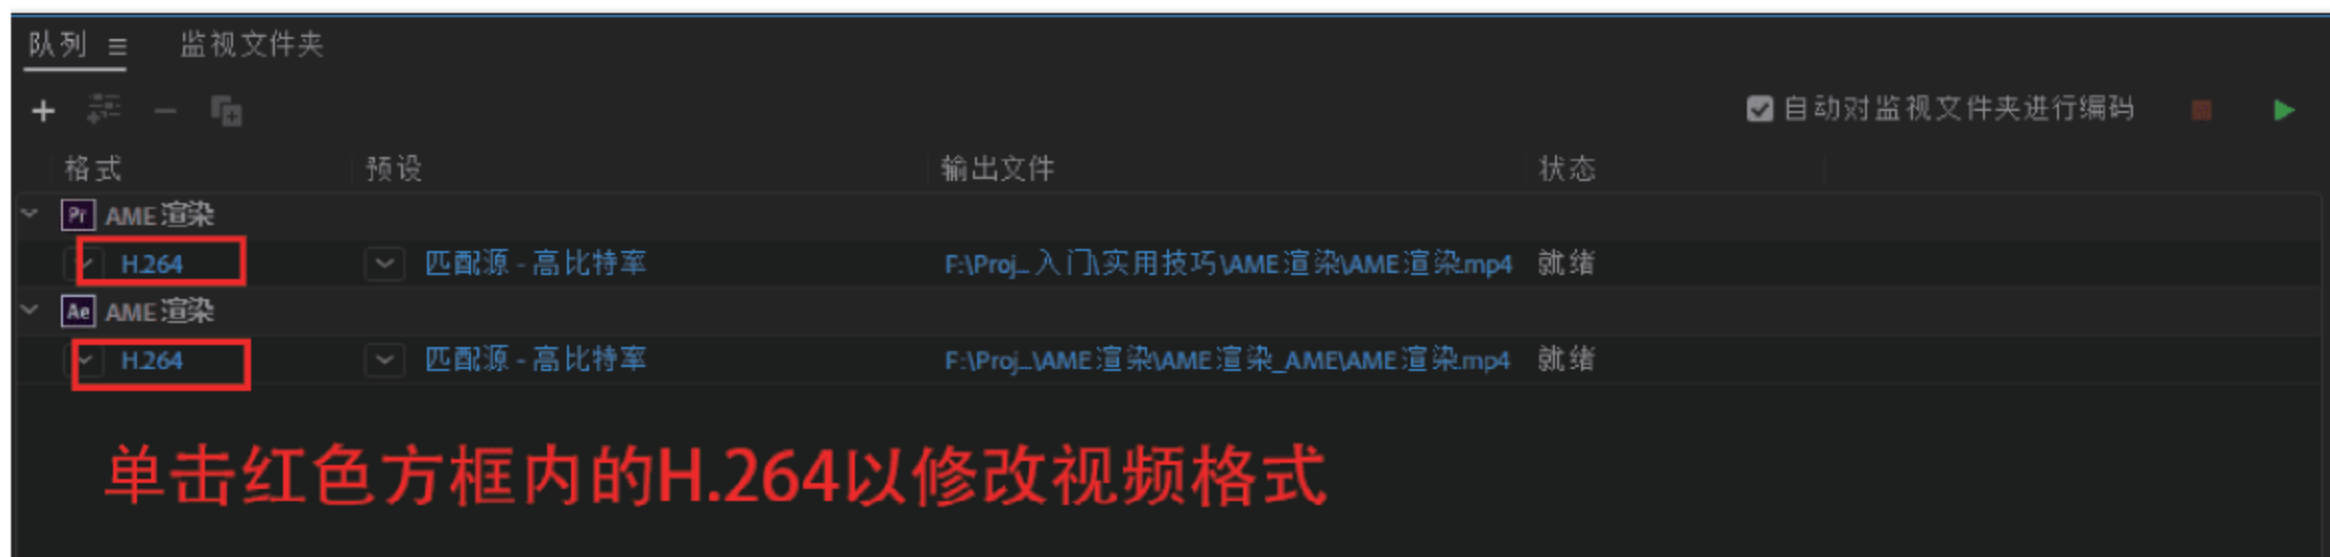 队列 监视文件夹
自动对监视文件夹进行编码
格式 预设 输出文件 状态
Pr AME渲染
H.264 匹配源 - 高比特率 F:\Proj...入门\实用技巧\AME渲染\AME渲染.mp4 就绪
Ae AME渲染
H.264 匹配源 - 高比特率 F:\Proj...\AME渲染\AME渲染_AME\AME渲染.mp4 就绪
单击红色方框内的H.264以修改视频格式